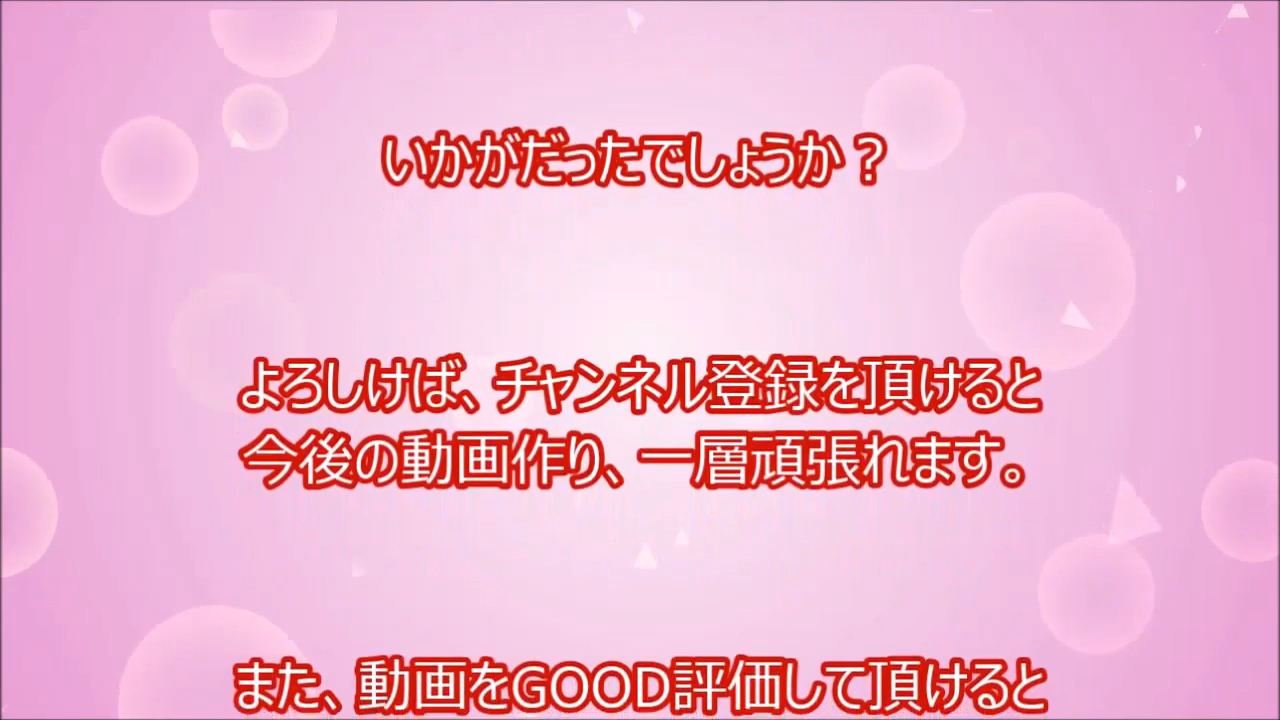 いかがだったでしょうか？
よろしければ、チャンネル登録を頂けると
今後の動画作り、一層頑張れます。
また、動画をGOOD評価して頂けると